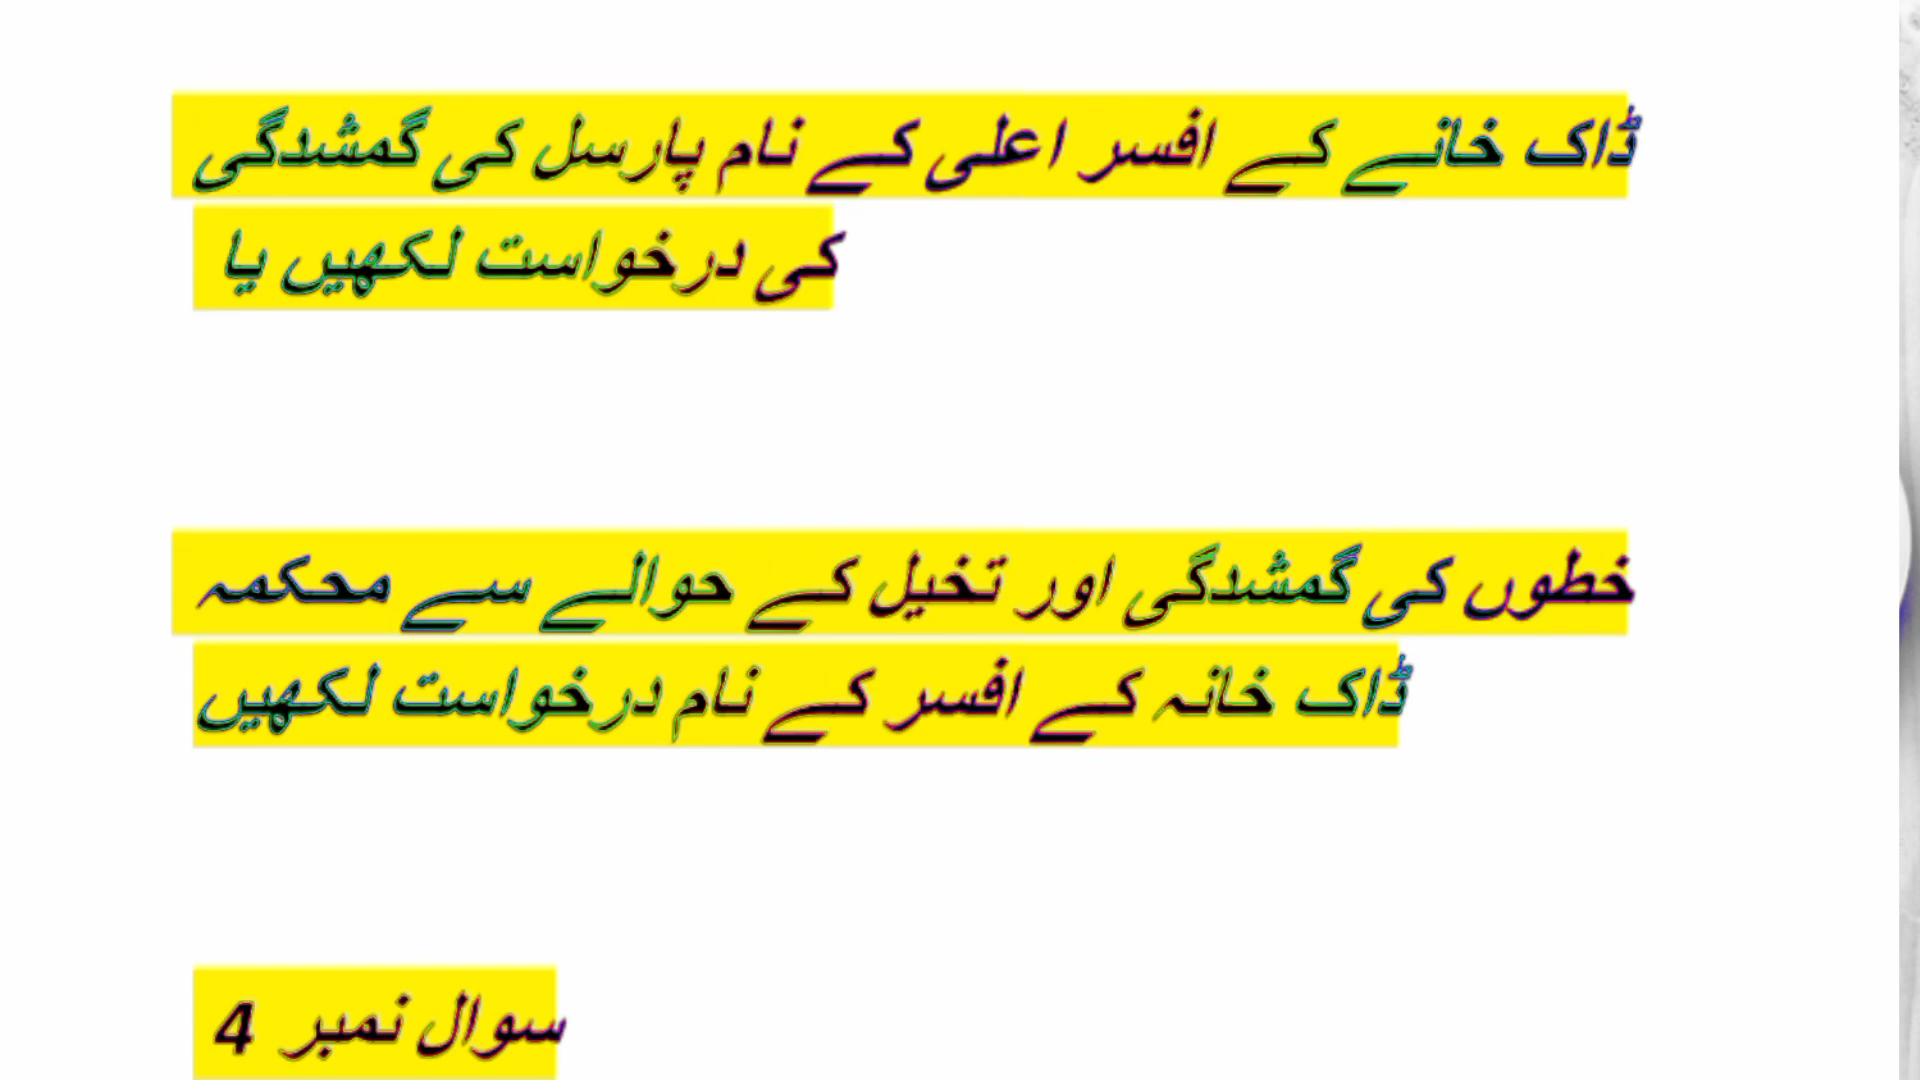 ڈاک خانے کے افسر اعلی کے نام پارسل کی گمشدگی
کی درخواست لکھیں یا
خطوں کی گمشدگی اور تخیل کے حوالے سے محکمہ
ڈاک خانہ کے افسر کے نام درخواست لکھیں
سوال نمبر 4